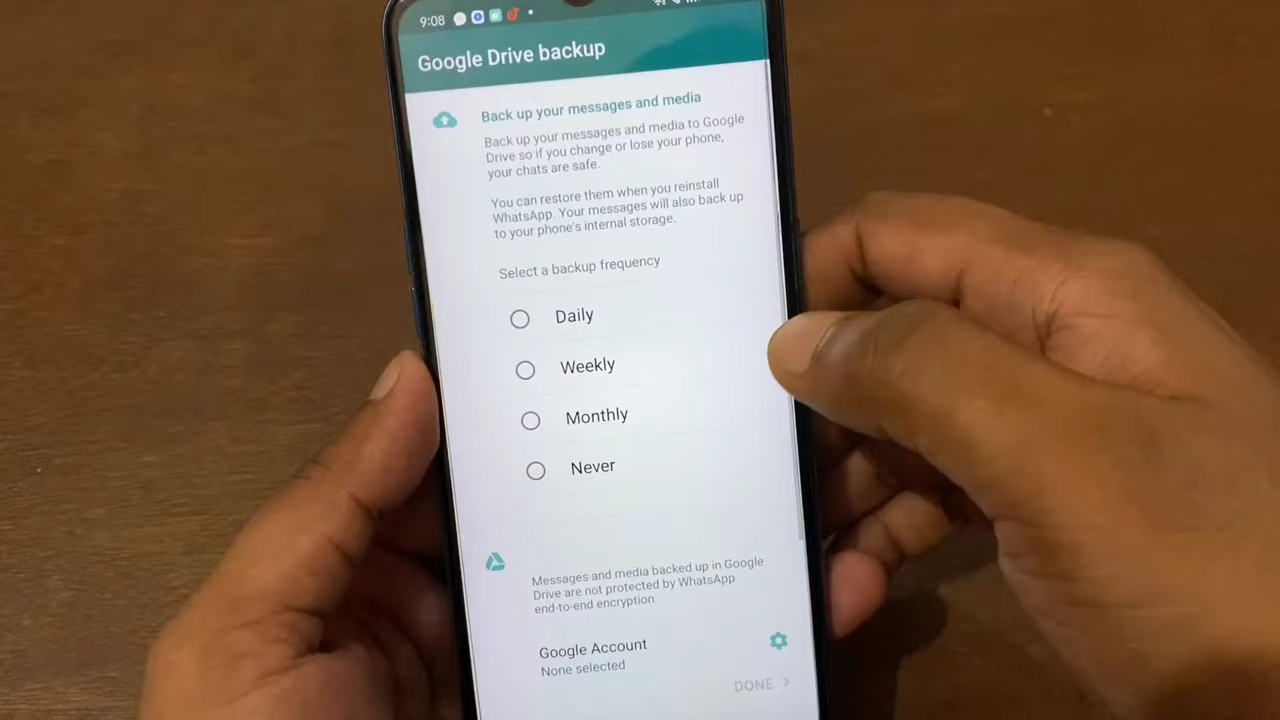 9:08
Google Drive backup
Back up your messages and media
Back up your messages and media to Google
Drive so if you change or lose your phone,
your chats are safe.
You can restore them when you reinstall
WhatsApp. Your messages will also back up
to your phone's internal storage.
Select a backup frequency
Daily
Weekly
Monthly
Never
Messages and media backed up in Google
Drive are not protected by WhatsApp
end-to-end encryption.
Google Account
None selected
DONE >